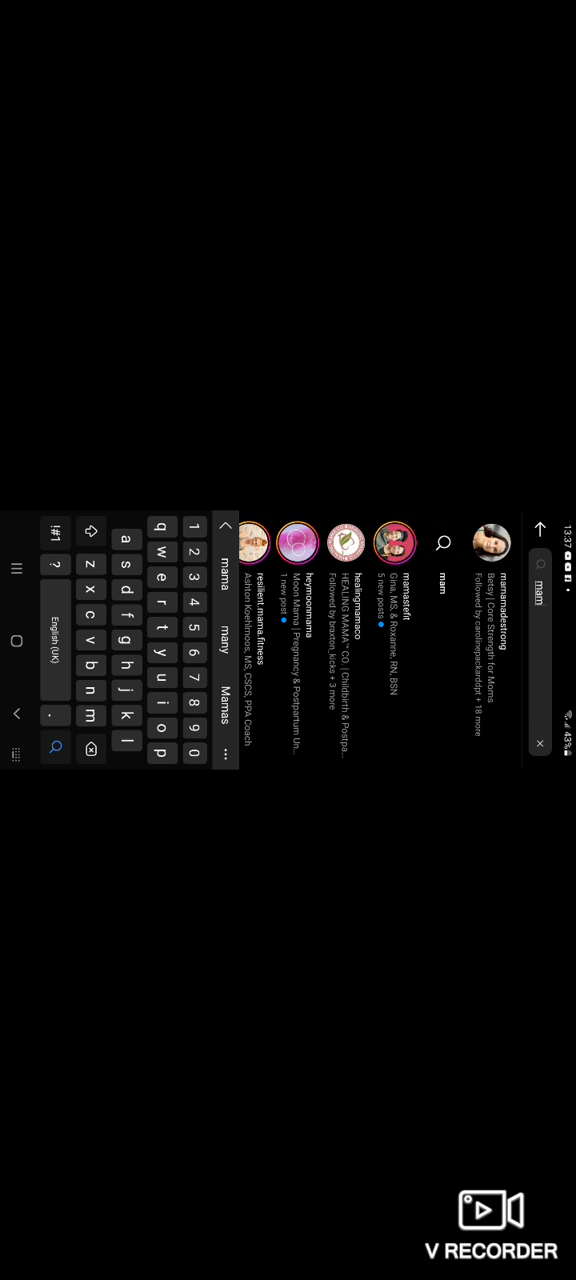 13:37
43%
mam
mamamadestrong
Betsy | Core Strength for Moms
Followed by carolinepackarddpt + 18 more
mam
mamastefit
Gina, MS, & Roxanne, RN, BSN
5 new posts
healingmamaco
HEALING MAMA™ CO. | Childbirth & Postpa...
Followed by braxton_kicks + 3 more
heymoonmama
Moon Mama | Pregnancy & Postpartum Un...
1 new post
resilient.mama.fitness
Ashton Koehlmoos, MS, CSCS, PPA Coach
mama many Mamas
1 2 3 4 5 6 7 8 9 0
q w e r t y u i o p
a s d f g h j k l
z x c v b n m
!#1 ? English (UK) .
V RECORDER